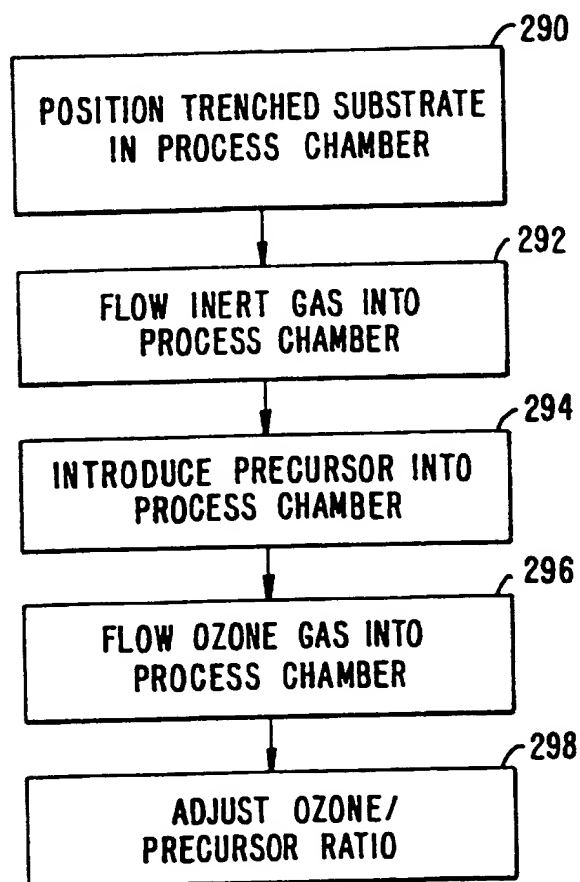 290
POSITION TRENCHED SUBSTRATE
IN PROCESS CHAMBER
292
FLOW INERT GAS INTO
PROCESS CHAMBER
294
INTRODUCE PRECURSOR INTO
PROCESS CHAMBER
296
FLOW OZONE GAS INTO
PROCESS CHAMBER
298
ADJUST OZONE/
PRECURSOR RATIO